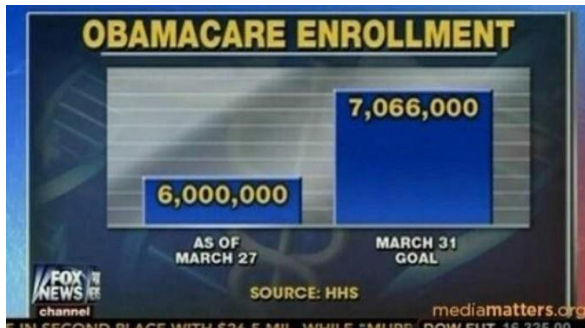 OBAMACARE ENROLLMENT
6,000,000
7,066,000
AS OF
MARCH 27
MARCH 31
GOAL
SOURCE: HHS
FOX
NEWS
channel
mediamatters.org